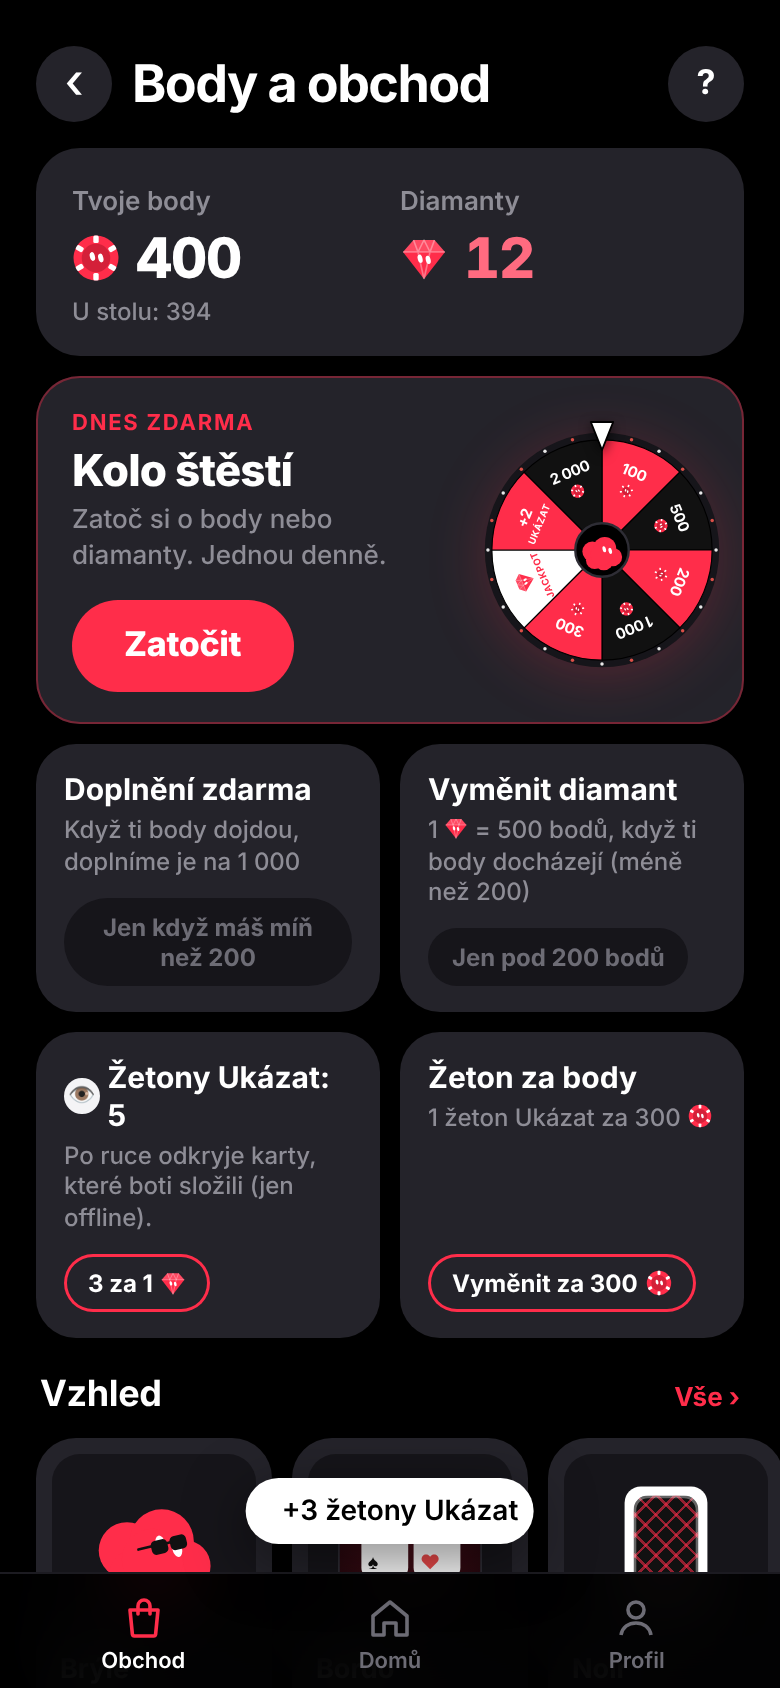 Body a obchod
?
Tvoje body
Diamanty
400
12
U stolu: 394
DNES ZDARMA
Kolo štěstí
Zatoč si o body nebo
diamanty. Jednou denně.
Zatočit
2 000
100
500
200
1 000
300
JACKPOT
+2
UKÁZAT
Doplnění zdarma
Když ti body dojdou,
doplníme je na 1 000
Jen když máš míň
než 200
Vyměnit diamant
1 = 500 bodů, když ti
body docházejí (méně
než 200)
Jen pod 200 bodů
Žetony Ukázat:
5
Po ruce odkryje karty,
které boti složili (jen
offline).
3 za 1
Žeton za body
1 žeton Ukázat za 300
Vyměnit za 300
Vzhled
Vše ›
+3 žetony Ukázat
Obchod
Domů
Profil